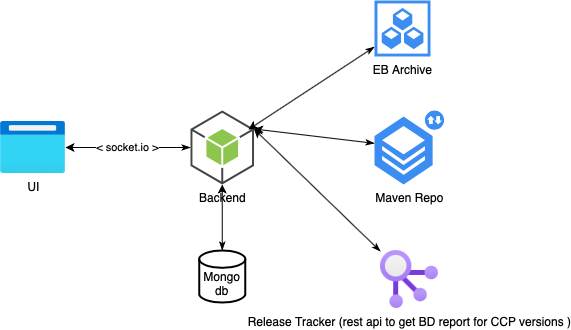 EB Archive
< socket.io >
UI
Backend
Maven Repo
Mongo
db
Release Tracker (rest api to get BD report for CCP versions )